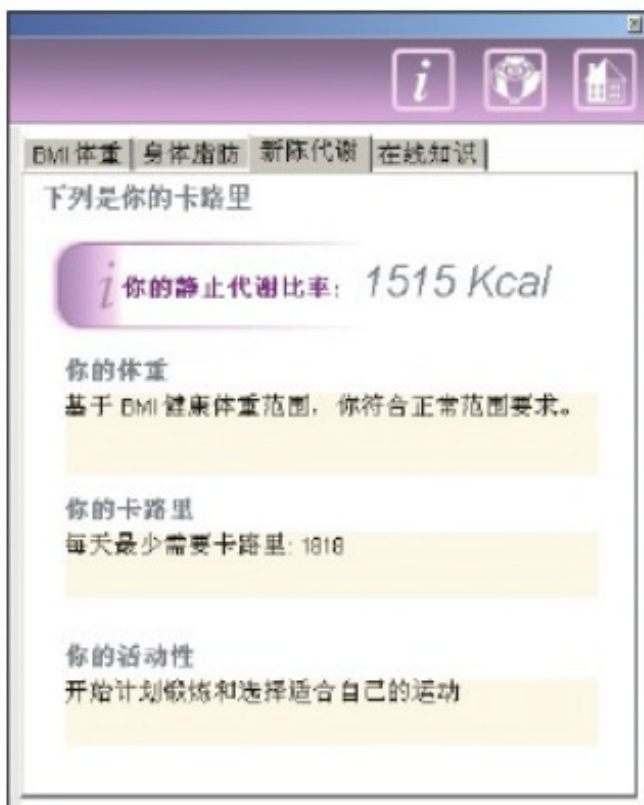 BMI 体重 身体脂肪 新陈代谢 在线知识
下列是你的卡路里
i 你的静止代谢比率: 1515 Kcal
你的体重
基于 BMI 健康体重范围，你符合正常范围要求。
你的卡路里
每天最少需要卡路里: 1818
你的活动性
开始计划锻炼和选择适合自己的运动